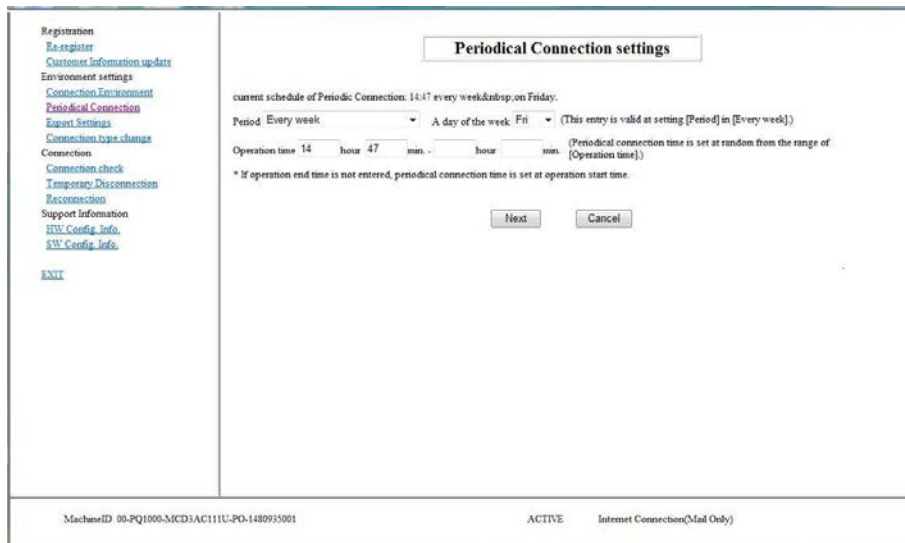 Registration
Re-register
Customer Information update
Environment settings
Connection Environment
Periodical Connection
Export Settings
Connection type change
Connection
Connection check
Temporary Disconnection
Reconnection
Support Information
HW Config. Info.
SW Config. Info.
EXIT
Periodical Connection settings
current schedule of Periodic Connection: 14:47 every week&nbsp;on Friday.
Period Every week A day of the week Fri (This entry is valid at setting [Period] in [Every week].)
Operation time 14 hour 47 min. - hour min. (Periodical connection time is set at random from the range of
[Operation time].)
* If operation end time is not entered, periodical connection time is set at operation start time.
Next Cancel
MachineID 00-PQ1000-MCD3AC111U-PO-1480935001 ACTIVE Internet Connection(Mail Only)